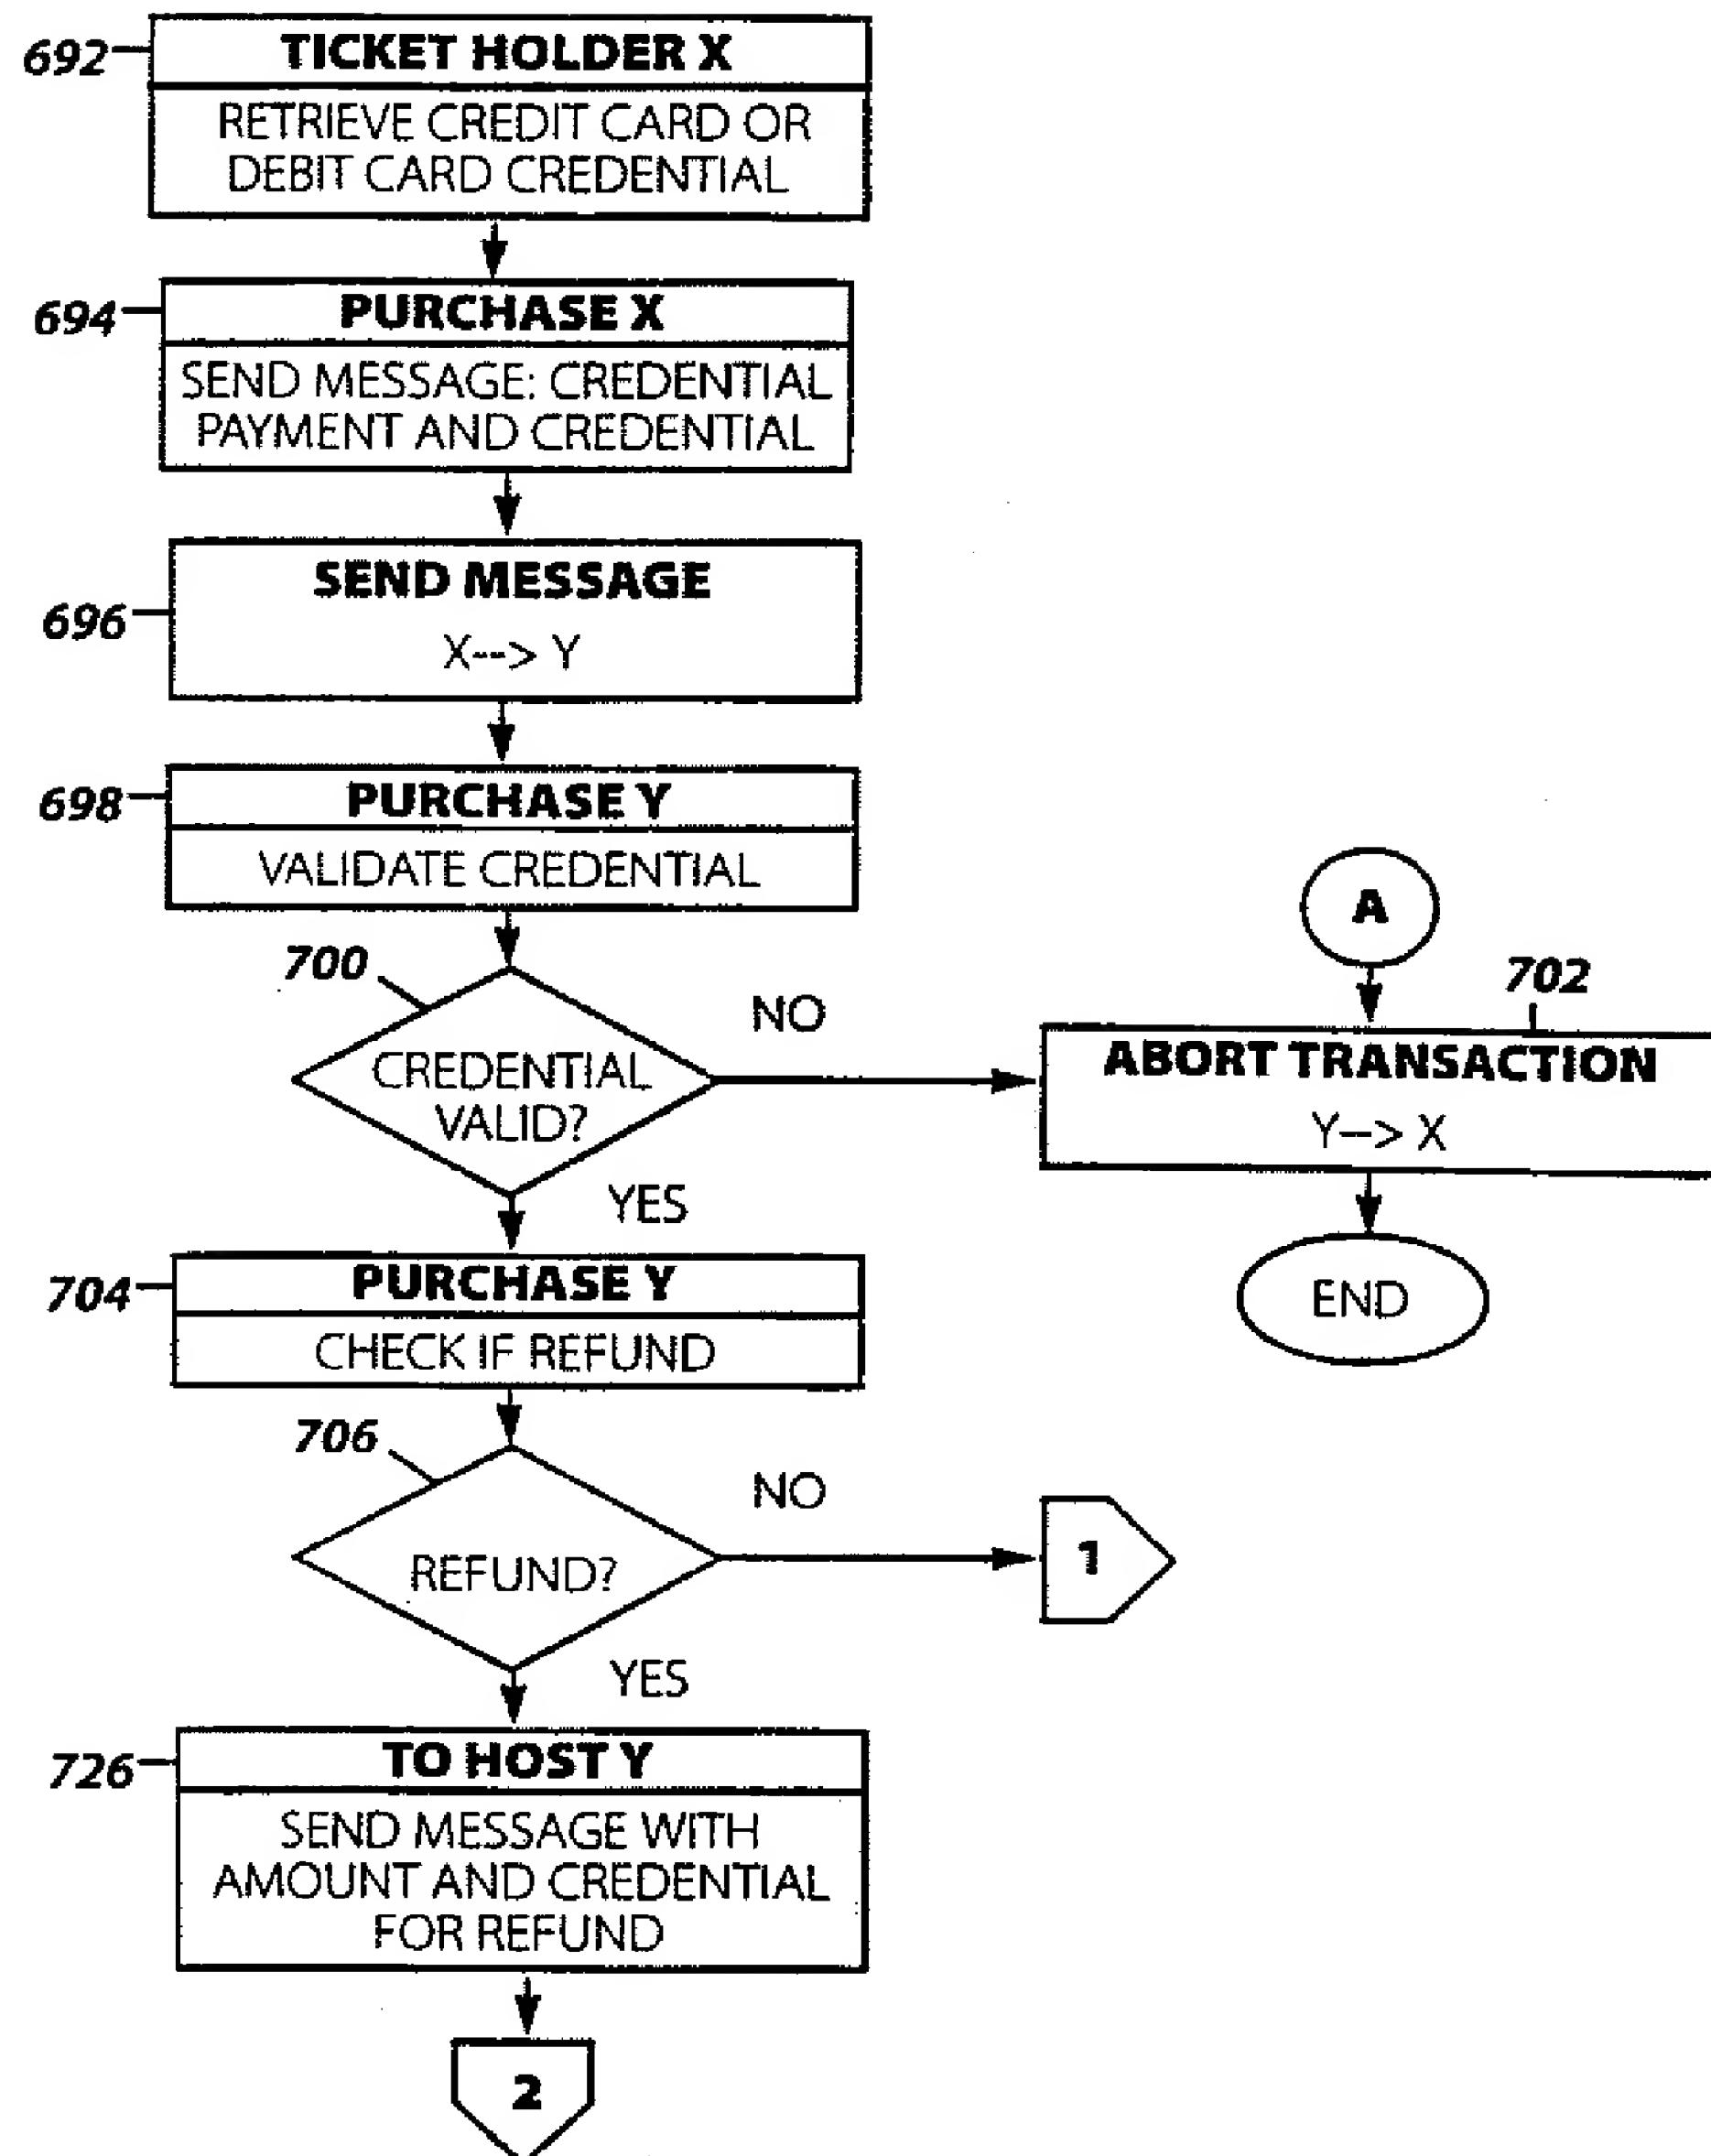 692
TICKET HOLDER X
RETRIEVE CREDIT CARD OR
DEBIT CARD CREDENTIAL
694
PURCHASE X
SEND MESSAGE: CREDENTIAL
PAYMENT AND CREDENTIAL
SEND MESSAGE
696
X--> Y
698
PURCHASE Y
VALIDATE CREDENTIAL
A
700
702
NO
CREDENTIAL
VALID?
ABORT TRANSACTION
Y--> X
YES
704
PURCHASE Y
END
CHECK IF REFUND
706
NO
REFUND?
1
YES
726
TO HOST Y
SEND MESSAGE WITH
AMOUNT AND CREDENTIAL
FOR REFUND
2